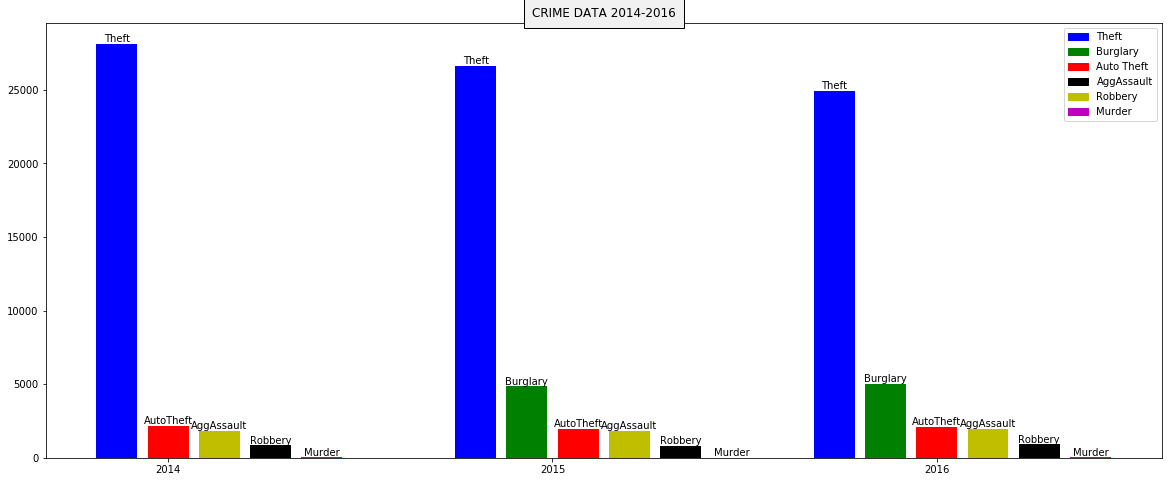 CRIME DATA 2014-2016
Theft
Burglary
Auto Theft
AggAssault
Robbery
Murder
25000
20000
15000
10000
5000
0
Theft
AutoTheft
AggAssault
Robbery
Murder
Theft
Burglary
AutoTheft
AggAssault
Robbery
Murder
Theft
Burglary
AutoTheft
AggAssault
Robbery
Murder
2014
2015
2016